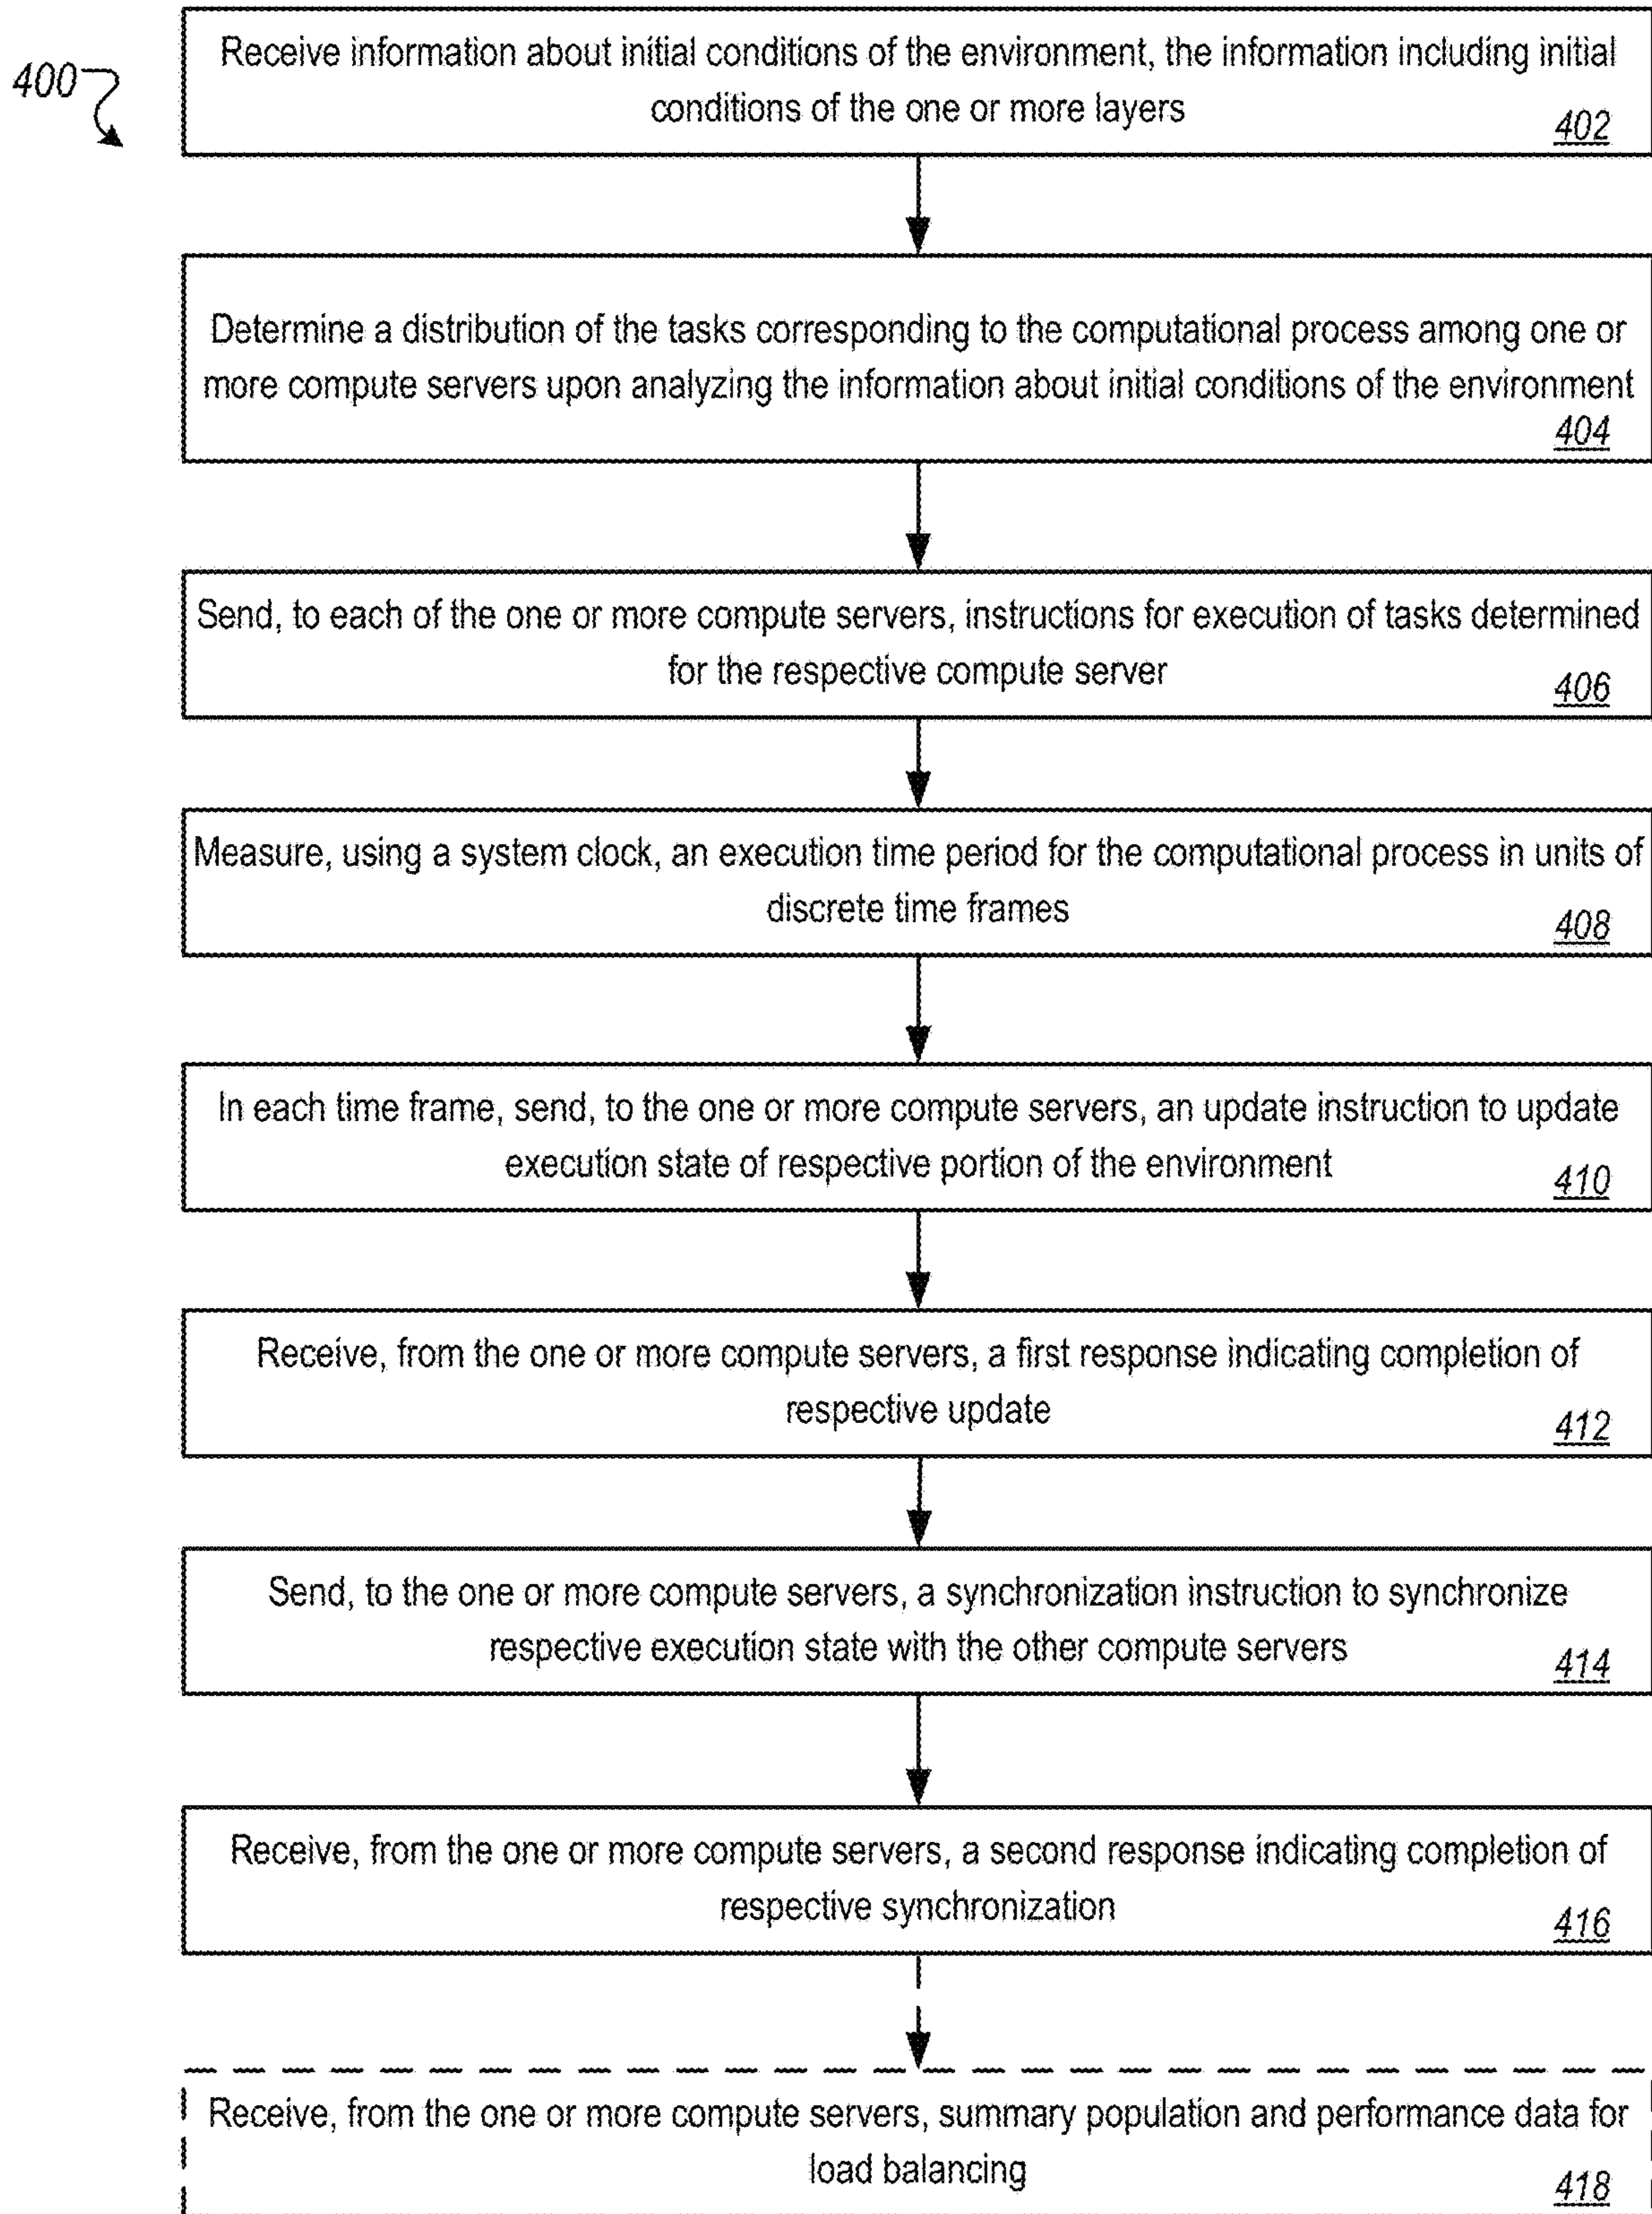 400
Receive information about initial conditions of the environment, the information including initial
conditions of the one or more layers
402
Determine a distribution of the tasks corresponding to the computational process among one or
more compute servers upon analyzing the information about initial conditions of the environment
404
Send, to each of the one or more compute servers, instructions for execution of tasks determined
for the respective compute server
406
Measure, using a system clock, an execution time period for the computational process in units of
discrete time frames
408
In each time frame, send, to the one or more compute servers, an update instruction to update
execution state of respective portion of the environment
410
Receive, from the one or more compute servers, a first response indicating completion of
respective update
412
Send, to the one or more compute servers, a synchronization instruction to synchronize
respective execution state with the other compute servers
414
Receive, from the one or more compute servers, a second response indicating completion of
respective synchronization
416
Receive, from the one or more compute servers, summary population and performance data for
load balancing
418